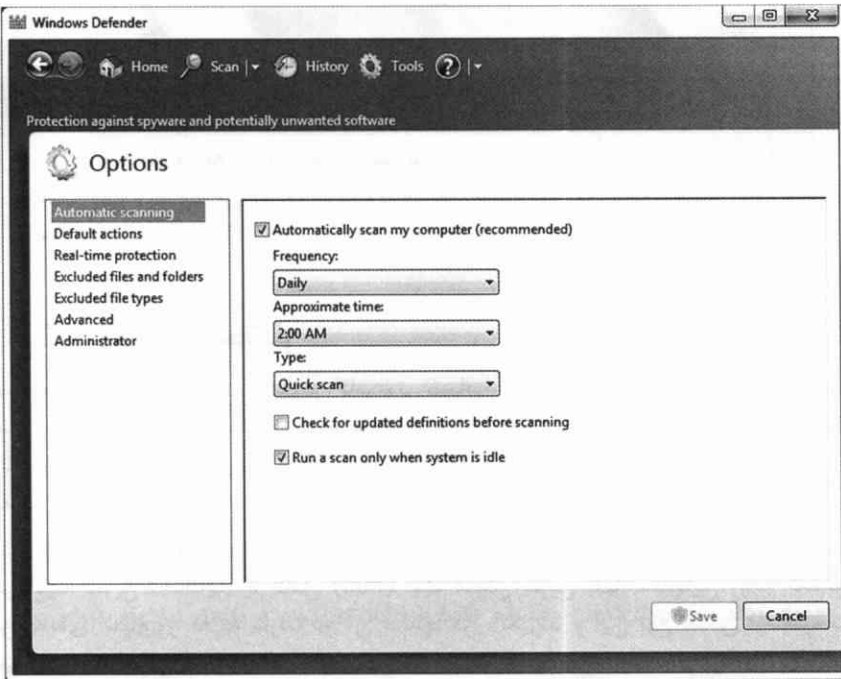 Windows Defender
Home Scan History Tools ?
Protection against spyware and potentially unwanted software
Options
Automatic scanning
Default actions
Real-time protection
Excluded files and folders
Excluded file types
Advanced
Administrator
Automatically scan my computer (recommended)
Frequency:
Daily
Approximate time:
2:00 AM
Type:
Quick scan
Check for updated definitions before scanning
Run a scan only when system is idle
Save Cancel